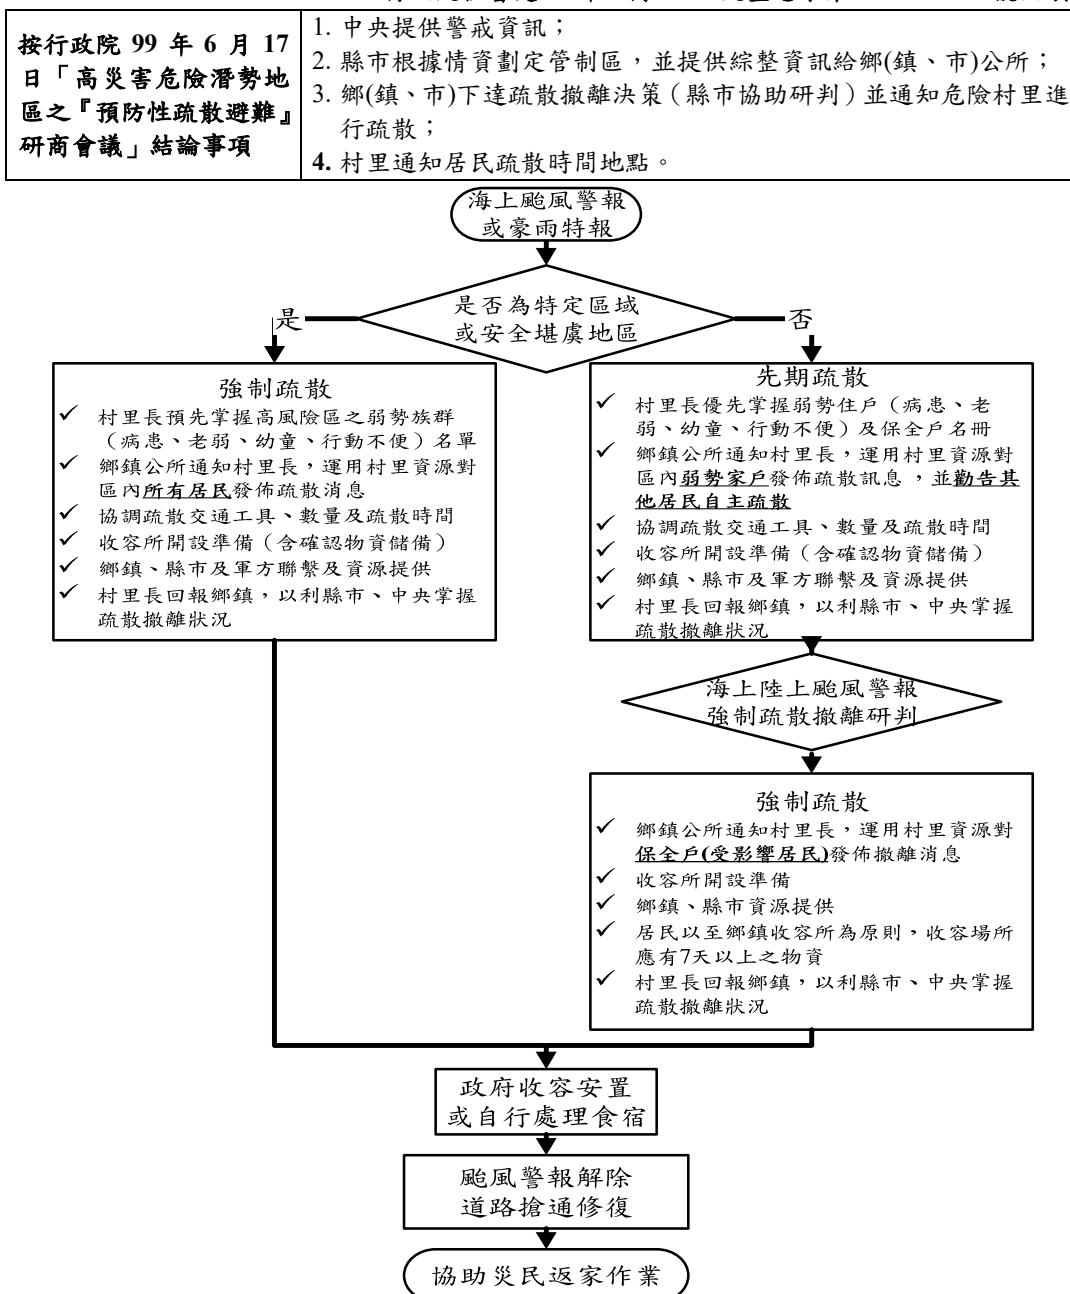 按行政院 99 年 6 月 17
日「高災害危險潛勢地
區之『預防性疏散避難』
研商會議」結論事項
1. 中央提供警戒資訊；
2. 縣市根據情資劃定管制區，並提供綜整資訊給鄉(鎮、市)公所；
3. 鄉(鎮、市)下達疏散撤離決策（縣市協助研判）並通知危險村里進
行疏散；
4. 村里通知居民疏散時間地點。
海上颱風警報
或豪雨特報
是否為特定區域
或安全堪虞地區
是
否
強制疏散
✓ 村里長預先掌握高風險區之弱勢族群
（病患、老弱、幼童、行動不便）名單
✓ 鄉鎮公所通知村里長，運用村里資源對
區內所有居民發佈疏散消息
✓ 協調疏散交通工具、數量及疏散時間
✓ 收容所開設準備（含確認物資儲備）
✓ 鄉鎮、縣市及軍方聯繫及資源提供
✓ 村里長回報鄉鎮，以利縣市、中央掌握
疏散撤離狀況
先期疏散
✓ 村里長優先掌握弱勢住戶（病患、老
弱、幼童、行動不便）及保全戶名冊
✓ 鄉鎮公所通知村里長，運用村里資源對
區內弱勢家戶發佈疏散訊息，並勸告其
他居民自主疏散
✓ 協調疏散交通工具、數量及疏散時間
✓ 收容所開設準備（含確認物資儲備）
✓ 鄉鎮、縣市及軍方聯繫及資源提供
✓ 村里長回報鄉鎮，以利縣市、中央掌握
疏散撤離狀況
海上陸上颱風警報
強制疏散撤離研判
強制疏散
✓ 鄉鎮公所通知村里長，運用村里資源對
保全戶(受影響居民)發佈撤離消息
✓ 收容所開設準備
✓ 鄉鎮、縣市資源提供
✓ 居民以至鄉鎮收容所為原則，收容場所
應有7天以上之物資
✓ 村里長回報鄉鎮，以利縣市、中央掌握
疏散撤離狀況
政府收容安置
或自行處理食宿
颱風警報解除
道路搶通修復
協助災民返家作業